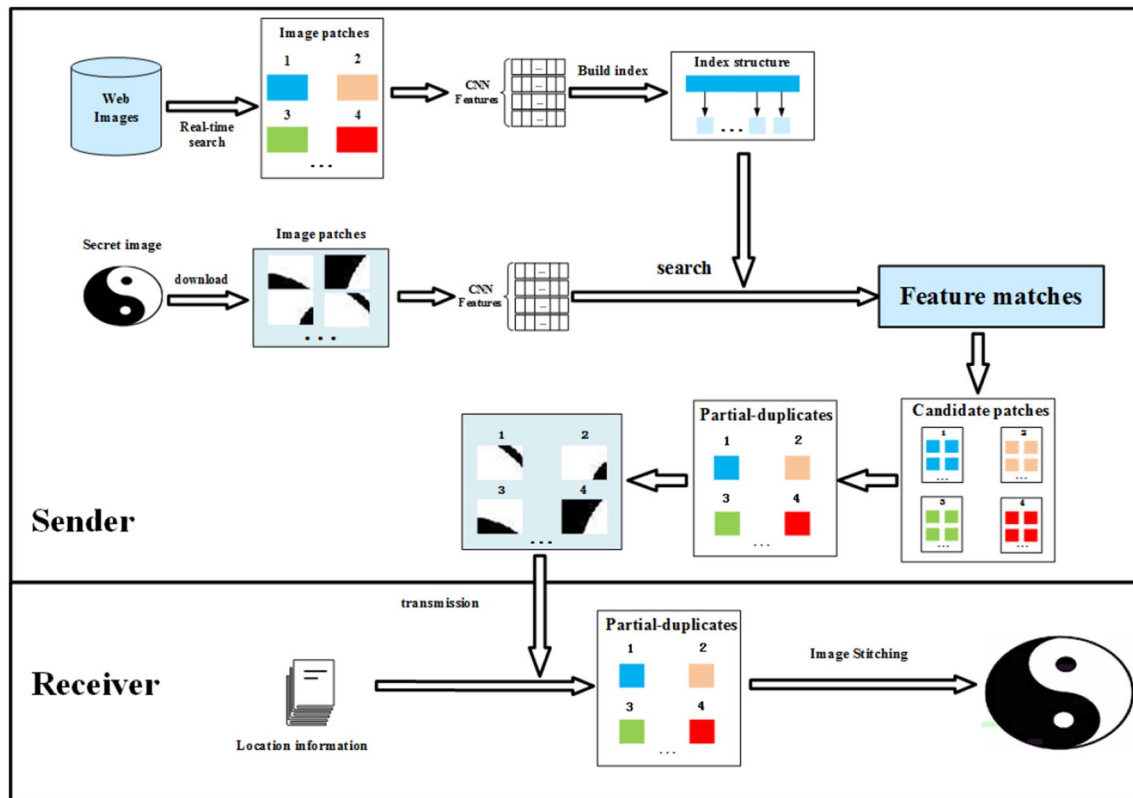 Image patches
1 2
3 4
...
Web
Images
Real-time
search
CNN
Features
Build index
Index structure
...
Secret image
download
Image patches
...
CNN
Features
search
Feature matches
Candidate patches
1 2
... ...
3 4
... ...
Partial-duplicates
1 2
3 4
...
1 2
3 4
...
Sender
transmission
Receiver
Location information
Partial-duplicates
1 2
3 4
...
Image Stitching